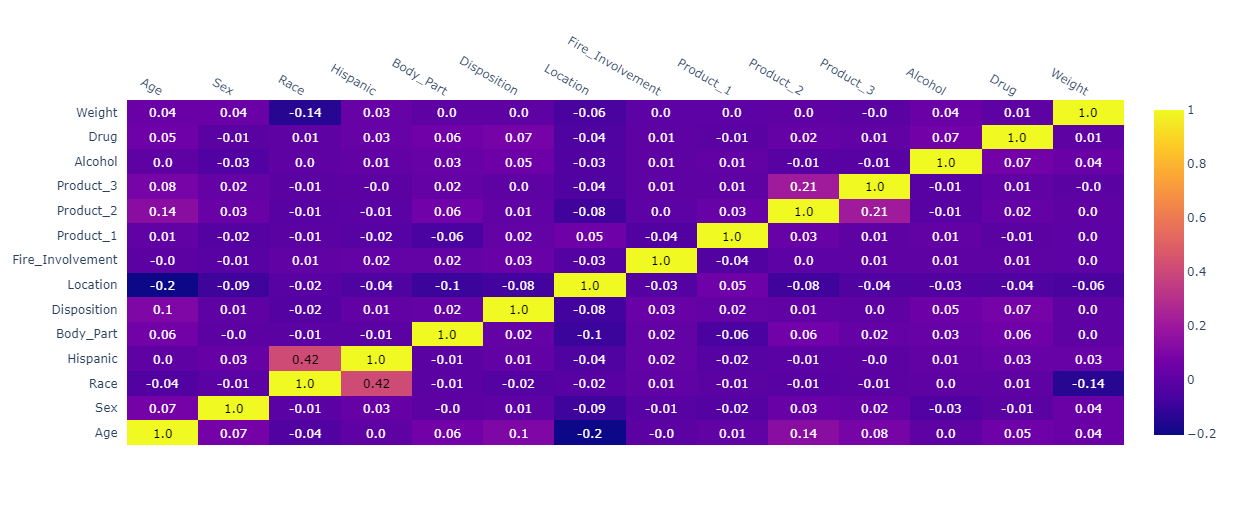 Age Sex Race Hispanic Body_Part Disposition Location Fire_Involvement Product_1 Product_2 Product_3 Alcohol Drug Weight
Weight 0.04 0.04 -0.14 0.03 0.0 0.0 -0.06 0.0 0.0 0.0 -0.0 0.04 0.01 1.0
Drug 0.05 -0.01 0.01 0.03 0.06 0.07 -0.04 0.01 -0.01 0.02 0.01 0.07 1.0 0.01
Alcohol 0.0 -0.03 0.0 0.01 0.03 0.05 -0.03 0.01 0.01 -0.01 -0.01 1.0 0.07 0.04
Product_3 0.08 0.02 -0.01 -0.0 0.02 0.0 -0.04 0.01 0.01 0.21 1.0 -0.01 0.01 -0.0
Product_2 0.14 0.03 -0.01 -0.01 0.06 0.01 -0.08 0.0 0.03 1.0 0.21 -0.01 0.02 0.0
Product_1 0.01 -0.02 -0.01 -0.02 -0.06 0.02 0.05 -0.04 1.0 0.03 0.01 0.01 -0.01 0.0
Fire_Involvement -0.0 -0.01 0.01 0.02 0.02 0.03 -0.03 1.0 -0.04 0.0 0.01 0.01 0.01 0.0
Location -0.2 -0.09 -0.02 -0.04 -0.1 -0.08 1.0 -0.03 0.05 -0.08 -0.04 -0.03 -0.04 -0.06
Disposition 0.1 0.01 -0.02 0.01 0.02 1.0 -0.08 0.03 0.02 0.01 0.0 0.05 0.07 0.0
Body_Part 0.06 -0.0 -0.01 -0.01 1.0 0.02 -0.1 0.02 -0.06 0.06 0.02 0.03 0.06 0.0
Hispanic 0.0 0.03 0.42 1.0 -0.01 0.01 -0.04 0.02 -0.02 -0.01 -0.0 0.01 0.03 0.03
Race -0.04 -0.01 1.0 0.42 -0.01 -0.02 -0.02 0.01 -0.01 -0.01 -0.01 0.0 0.01 -0.14
Sex 0.07 1.0 -0.01 0.03 -0.0 0.01 -0.09 -0.01 -0.02 0.03 0.02 -0.03 -0.01 0.04
Age 1.0 0.07 -0.04 0.0 0.06 0.1 -0.2 -0.0 0.01 0.14 0.08 0.0 0.05 0.04
1
0.8
0.6
0.4
0.2
0
−0.2